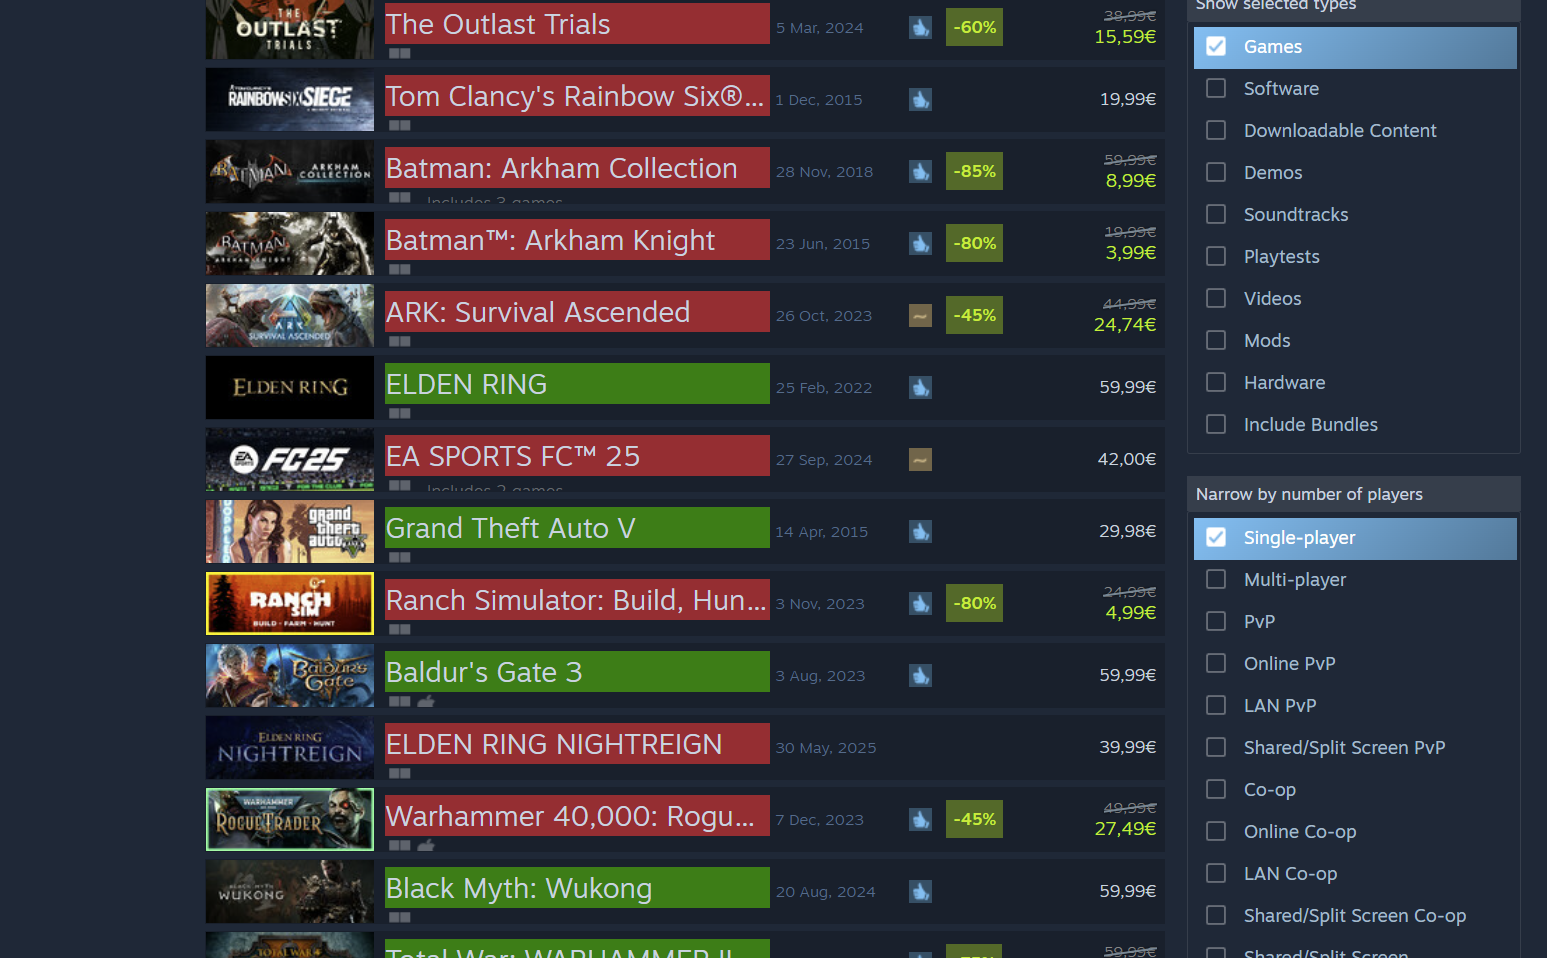 THE
OUTLAST
TRIALS
The Outlast Trials
5 Mar, 2024
-60%
38,99€
15,59€
RAINBOWSIX SIEGE
Tom Clancy's Rainbow Six®...
1 Dec, 2015
19,99€
BATMAN
ARKHAM
COLLECTION
Batman: Arkham Collection
Includes 3 games
28 Nov, 2018
-85%
59,99€
8,99€
BATMAN
ARKHAM KNIGHT
Batman™: Arkham Knight
23 Jun, 2015
-80%
19,99€
3,99€
ARK
SURVIVAL ASCENDED
ARK: Survival Ascended
26 Oct, 2023
-45%
44,99€
24,74€
ELDEN RING
ELDEN RING
25 Feb, 2022
59,99€
EA
SPORTS
FC25
EA SPORTS FC™ 25
Includes 2 games
27 Sep, 2024
42,00€
grand
theft
auto
V
Grand Theft Auto V
14 Apr, 2015
29,98€
RANCH
SIM
BUILD - FARM - HUNT
Ranch Simulator: Build, Hun...
3 Nov, 2023
-80%
24,99€
4,99€
BALDUR'S
GATE
Baldur's Gate 3
3 Aug, 2023
59,99€
ELDEN RING
NIGHTREIGN
ELDEN RING NIGHTREIGN
30 May, 2025
39,99€
WARHAMMER
ROGUE TRADER
Warhammer 40,000: Rogu...
7 Dec, 2023
-45%
49,99€
27,49€
BLACK MYTH
WUKONG
Black Myth: Wukong
20 Aug, 2024
59,99€
TOTAL WAR
Total War: WARHAMMER II
59,99€
Show selected types
Games
Software
Downloadable Content
Demos
Soundtracks
Playtests
Videos
Mods
Hardware
Include Bundles
Narrow by number of players
Single-player
Multi-player
PvP
Online PvP
LAN PvP
Shared/Split Screen PvP
Co-op
Online Co-op
LAN Co-op
Shared/Split Screen Co-op
Shared/Split Screen